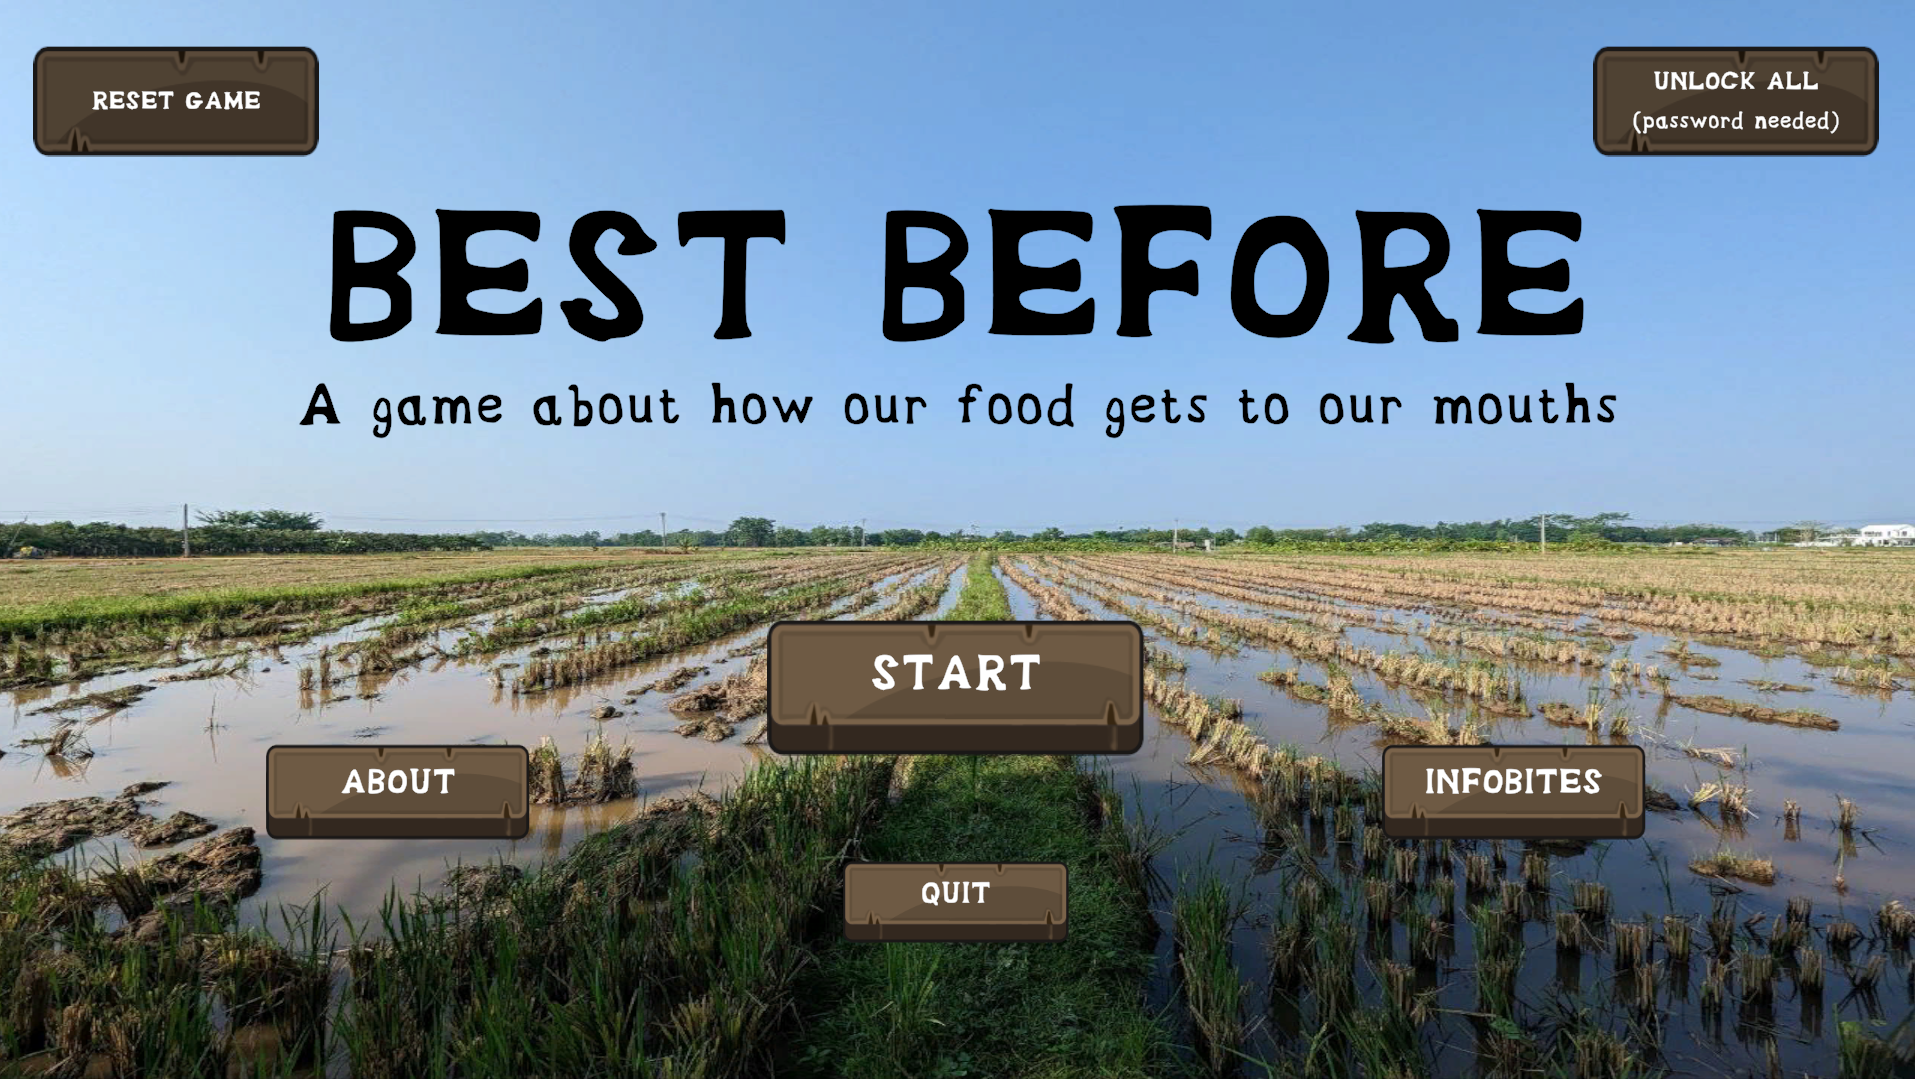 RESET GAME
UNLOCK ALL
(password needed)
BEST BEFORE
A game about how our food gets to our mouths
START
ABOUT
INFOBITES
QUIT